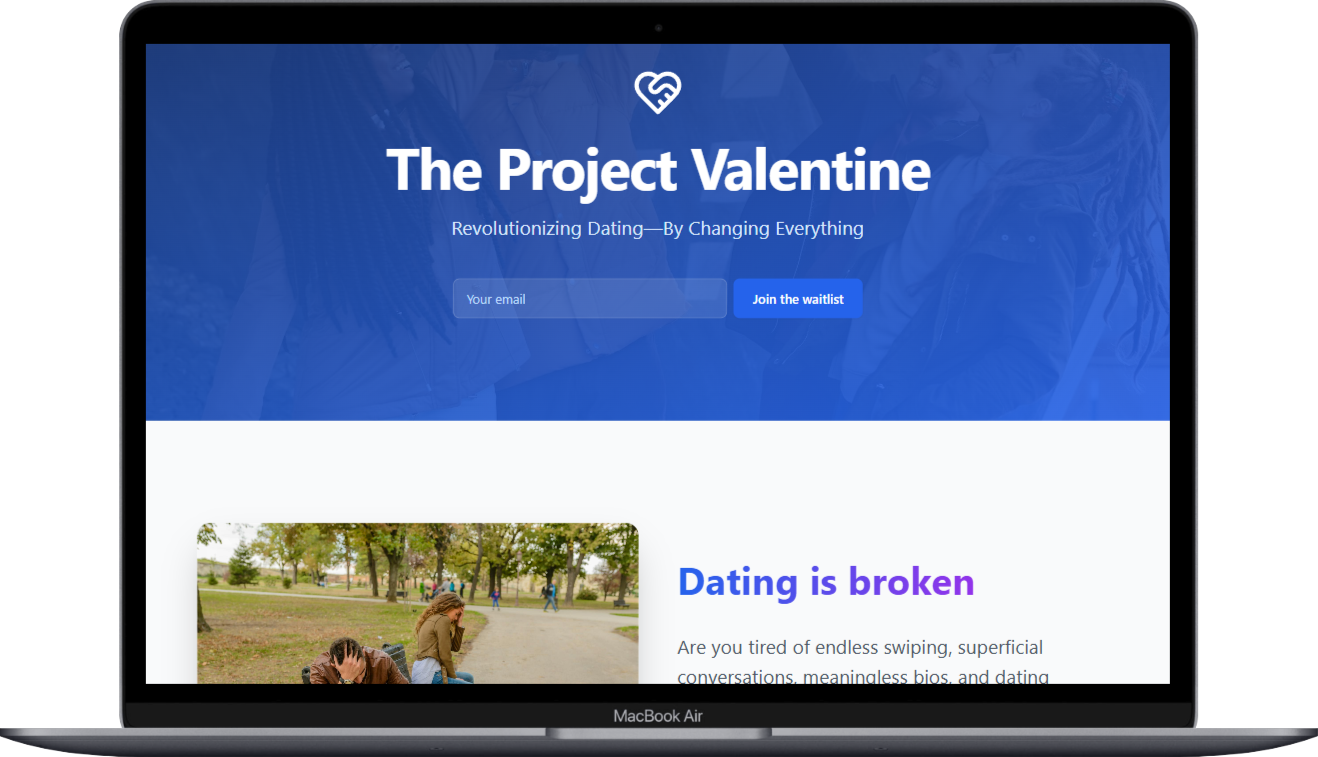 The Project Valentine
Revolutionizing Dating—By Changing Everything
Your email
Join the waitlist
Dating is broken
Are you tired of endless swiping, superficial
conversations, meaningless bios, and dating
MacBook Air